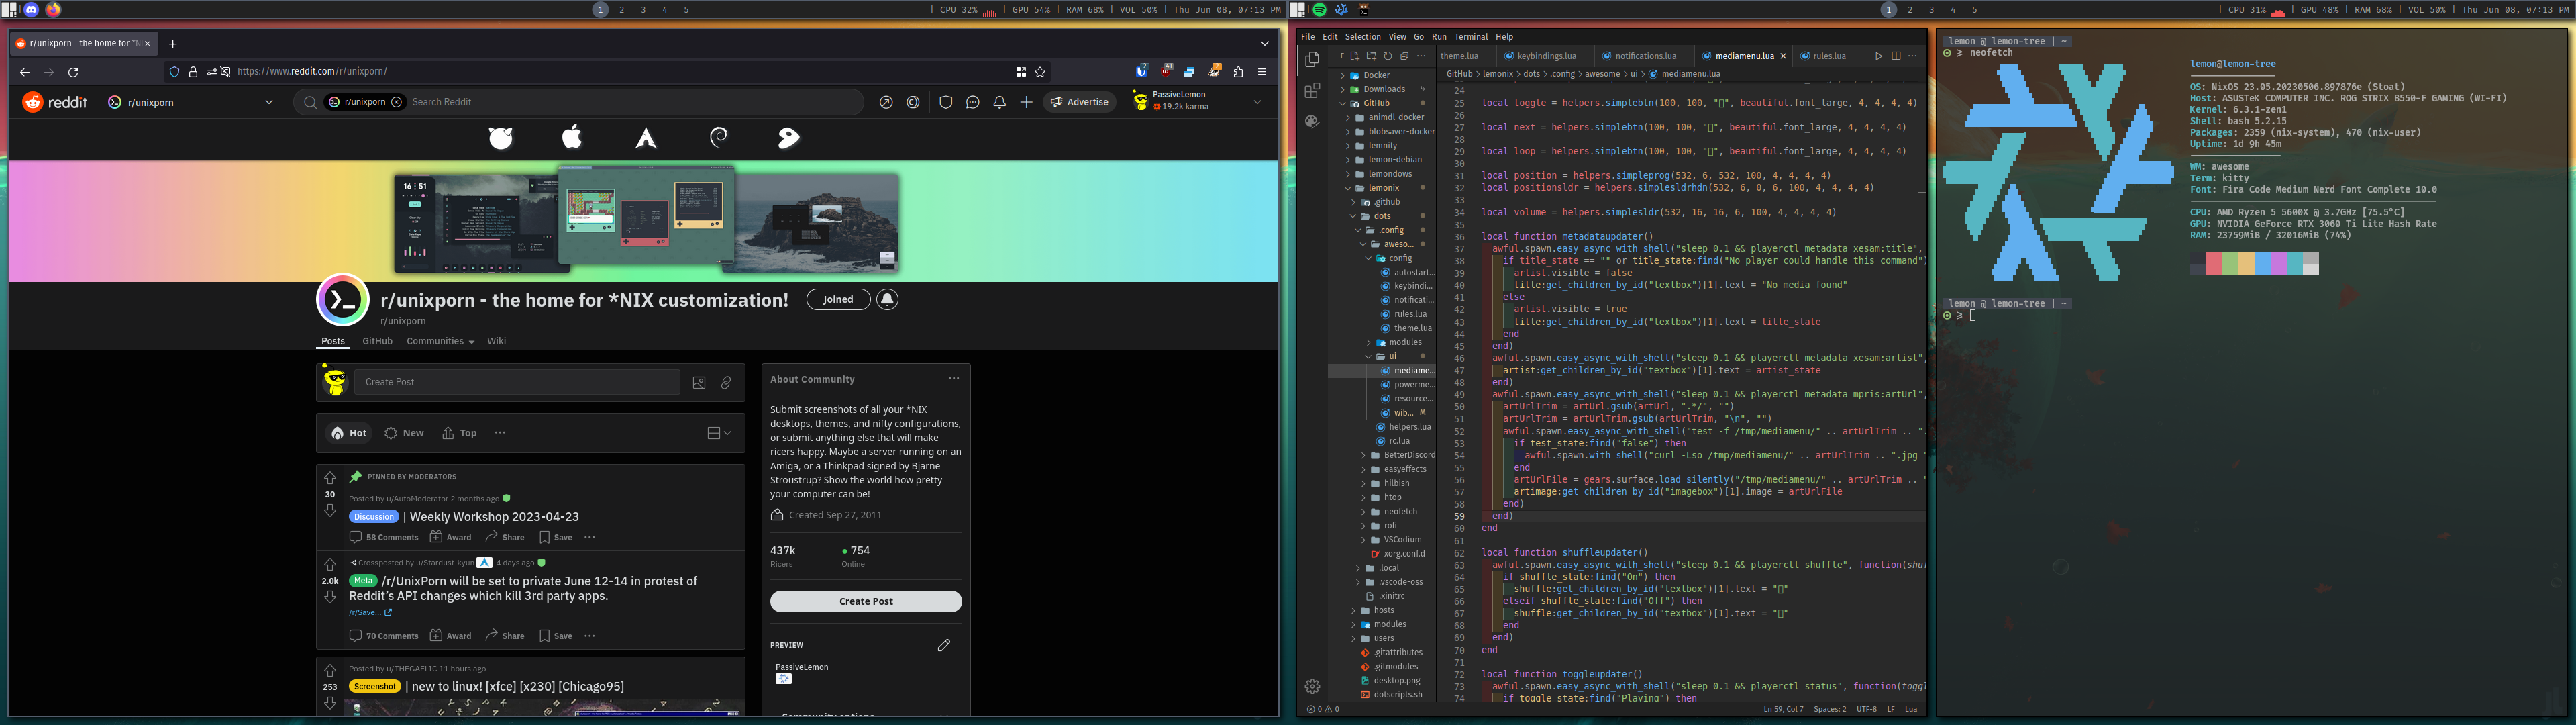 1 2 3 4 5
| CPU 32% | GPU 54% | RAM 68% | VOL 50% | Thu Jun 08, 07:13 PM
r/unixporn - the home for *N
https://www.reddit.com/r/unixporn/
reddit r/unixporn r/unixporn Search Reddit Advertise PassiveLemon
19.2k karma
16 51
r/unixporn - the home for *NIX customization! Joined
r/unixporn
Posts GitHub Communities Wiki
Create Post
Hot New Top
PINNED BY MODERATORS
30
Posted by u/AutoModerator 2 months ago
Discussion | Weekly Workshop 2023-04-23
58 Comments Award Share Save
Crossposted by u/Stardust-kyun 4 days ago
2.0k
Meta /r/UnixPorn will be set to private June 12-14 in protest of
Reddit's API changes which kill 3rd party apps.
/r/Save...
70 Comments Award Share Save
Posted by u/THEGAELIC 11 hours ago
253
Screenshot | new to linux! [xfce] [x230] [Chicago95]
About Community
Submit screenshots of all your *NIX
desktops, themes, and nifty configurations,
or submit anything else that will make
ricers happy. Maybe a server running on an
Amiga, or a Thinkpad signed by Bjarne
Stroustrup? Show the world how pretty
your computer can be!
Created Sep 27, 2011
437k 754
Ricers Online
Create Post
PREVIEW
PassiveLemon
Community options
1 2 3 4 5
| CPU 31% | GPU 48% | RAM 68% | VOL 50% | Thu Jun 08, 07:13 PM
File Edit Selection View Go Run Terminal Help
E
theme.lua keybindings.lua notifications.lua mediamenu.lua rules.lua
GitHub > lemonix > dots > .config > awesome > ui > mediamenu.lua
Docker
Downloads
GitHub
animdl-docker
blobsaver-docker
lemnity
lemon-debian
lemondows
lemonix
.github
dots
.config
aweso...
config
autostart...
keybindi...
notificati...
rules.lua
theme.lua
modules
ui
mediame...
powerme...
resource...
wib... M
helpers.lua
rc.lua
BetterDiscord
easyeffects
hilbish
htop
neofetch
rofi
VSCodium
xorg.conf.d
.local
.vscode-oss
.xinitrc
hosts
modules
users
.gitattributes
.gitmodules
desktop.png
dotscripts.sh
24
25 local toggle = helpers.simplebtn(100, 100, "", beautiful.font_large, 4, 4, 4, 4)
26
27 local next = helpers.simplebtn(100, 100, "", beautiful.font_large, 4, 4, 4, 4)
28
29 local loop = helpers.simplebtn(100, 100, "", beautiful.font_large, 4, 4, 4, 4)
30
31 local position = helpers.simpleprog(532, 6, 532, 100, 4, 4, 4, 4)
32 local positionsldr = helpers.simplesldrhdn(532, 6, 0, 6, 100, 4, 4, 4, 4)
33
34 local volume = helpers.simplesldr(532, 16, 16, 6, 100, 4, 4, 4, 4)
35
36 local function metadataupdater()
37 awful.spawn.easy_async_with_shell("sleep 0.1 && playerctl metadata xesam:title",
38 if title_state == "" or title_state:find("No player could handle this command")
39 artist.visible = false
40 title:get_children_by_id("textbox")[1].text = "No media found"
41 else
42 artist.visible = true
43 title:get_children_by_id("textbox")[1].text = title_state
44 end
45 end)
46 awful.spawn.easy_async_with_shell("sleep 0.1 && playerctl metadata xesam:artist",
47 artist:get_children_by_id("textbox")[1].text = artist_state
48 end)
49 awful.spawn.easy_async_with_shell("sleep 0.1 && playerctl metadata mpris:artUrl",
50 artUrlTrim = artUrl.gsub(artUrl, ".*/", "")
51 artUrlTrim = artUrlTrim.gsub(artUrlTrim, "\n", "")
52 awful.spawn.easy_async_with_shell("test -f /tmp/mediamenu/" .. artUrlTrim .. ".
53 if test_state:find("false") then
54 awful.spawn.with_shell("curl -Lso /tmp/mediamenu/" .. artUrlTrim .. ".jpg "
55 end
56 artUrlFile = gears.surface.load_silently("/tmp/mediamenu/" .. artUrlTrim .. "
57 artimage:get_children_by_id("imagebox")[1].image = artUrlFile
58 end)
59 end)
60 end
61
62 local function shuffleupdater()
63 awful.spawn.easy_async_with_shell("sleep 0.1 && playerctl shuffle", function(shuf
64 if shuffle_state:find("On") then
65 shuffle:get_children_by_id("textbox")[1].text = ""
66 elseif shuffle_state:find("Off") then
67 shuffle:get_children_by_id("textbox")[1].text = ""
68 end
69 end)
70 end
71
72 local function toggleupdater()
73 awful.spawn.easy_async_with_shell("sleep 0.1 && playerctl status", function(toggl
74 if toggle_state:find("Playing") then
0 0 Ln 59, Col 7 Spaces: 2 UTF-8 LF Lua
lemon @ lemon-tree | ~
neofetch
lemon@lemon-tree
OS: NixOS 23.05.20230506.897876e (Stoat)
Host: ASUSTeK COMPUTER INC. ROG STRIX B550-F GAMING (WI-FI)
Kernel: 6.3.1-zen1
Shell: bash 5.2.15
Packages: 2359 (nix-system), 470 (nix-user)
Uptime: 1d 9h 45m
WM: awesome
Term: kitty
Font: Fira Code Medium Nerd Font Complete 10.0
CPU: AMD Ryzen 5 5600X @ 3.7GHz [75.5°C]
GPU: NVIDIA GeForce RTX 3060 Ti Lite Hash Rate
RAM: 23759MiB / 32016MiB (74%)
lemon @ lemon-tree | ~